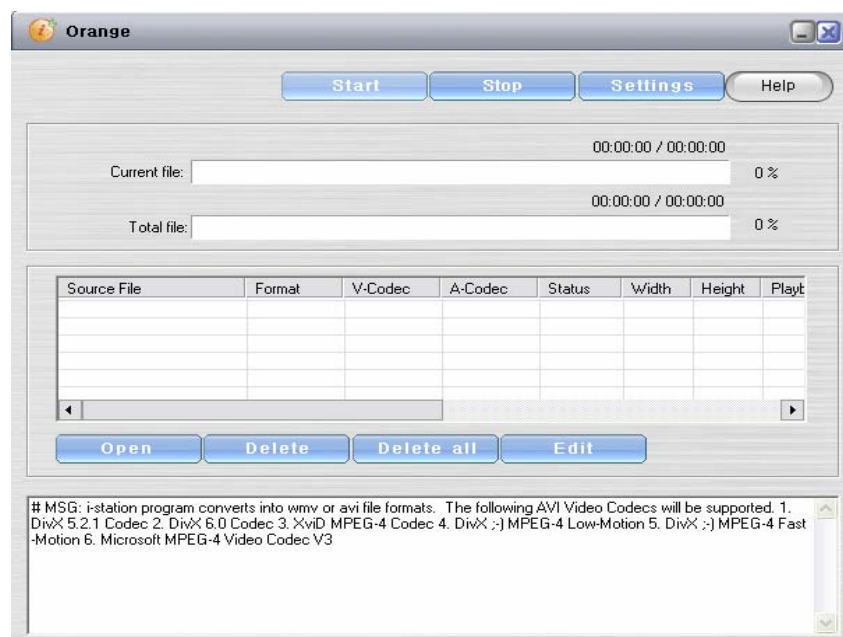 Orange
Start Stop Settings Help
00:00:00 / 00:00:00
Current file: 0 %
00:00:00 / 00:00:00
Total file: 0 %
Source File Format V-Codec A-Codec Status Width Height Playb
Open Delete Delete all Edit
# MSG: i-station program converts into wmv or avi file formats. The following AVI Video Codecs will be supported. 1.
DivX 5.2.1 Codec 2. DivX 6.0 Codec 3. XviD MPEG-4 Codec 4. DivX ;-) MPEG-4 Low-Motion 5. DivX ;-) MPEG-4 Fast
-Motion 6. Microsoft MPEG-4 Video Codec V3